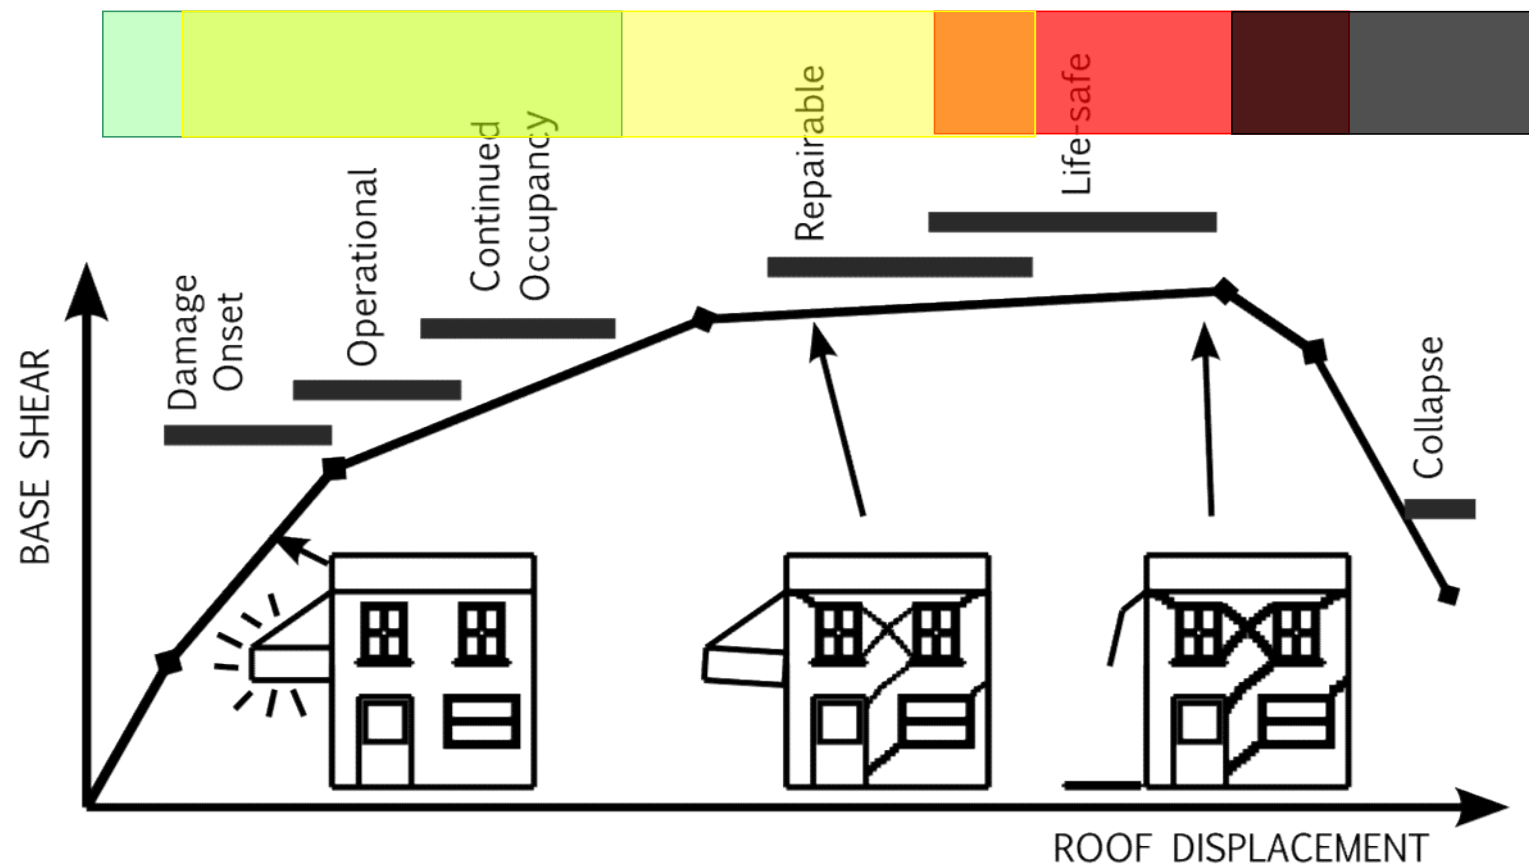 Damage
Onset
Operational
Continued
Occupancy
Repairable
Life-safe
Collapse
BASE SHEAR
ROOF DISPLACEMENT